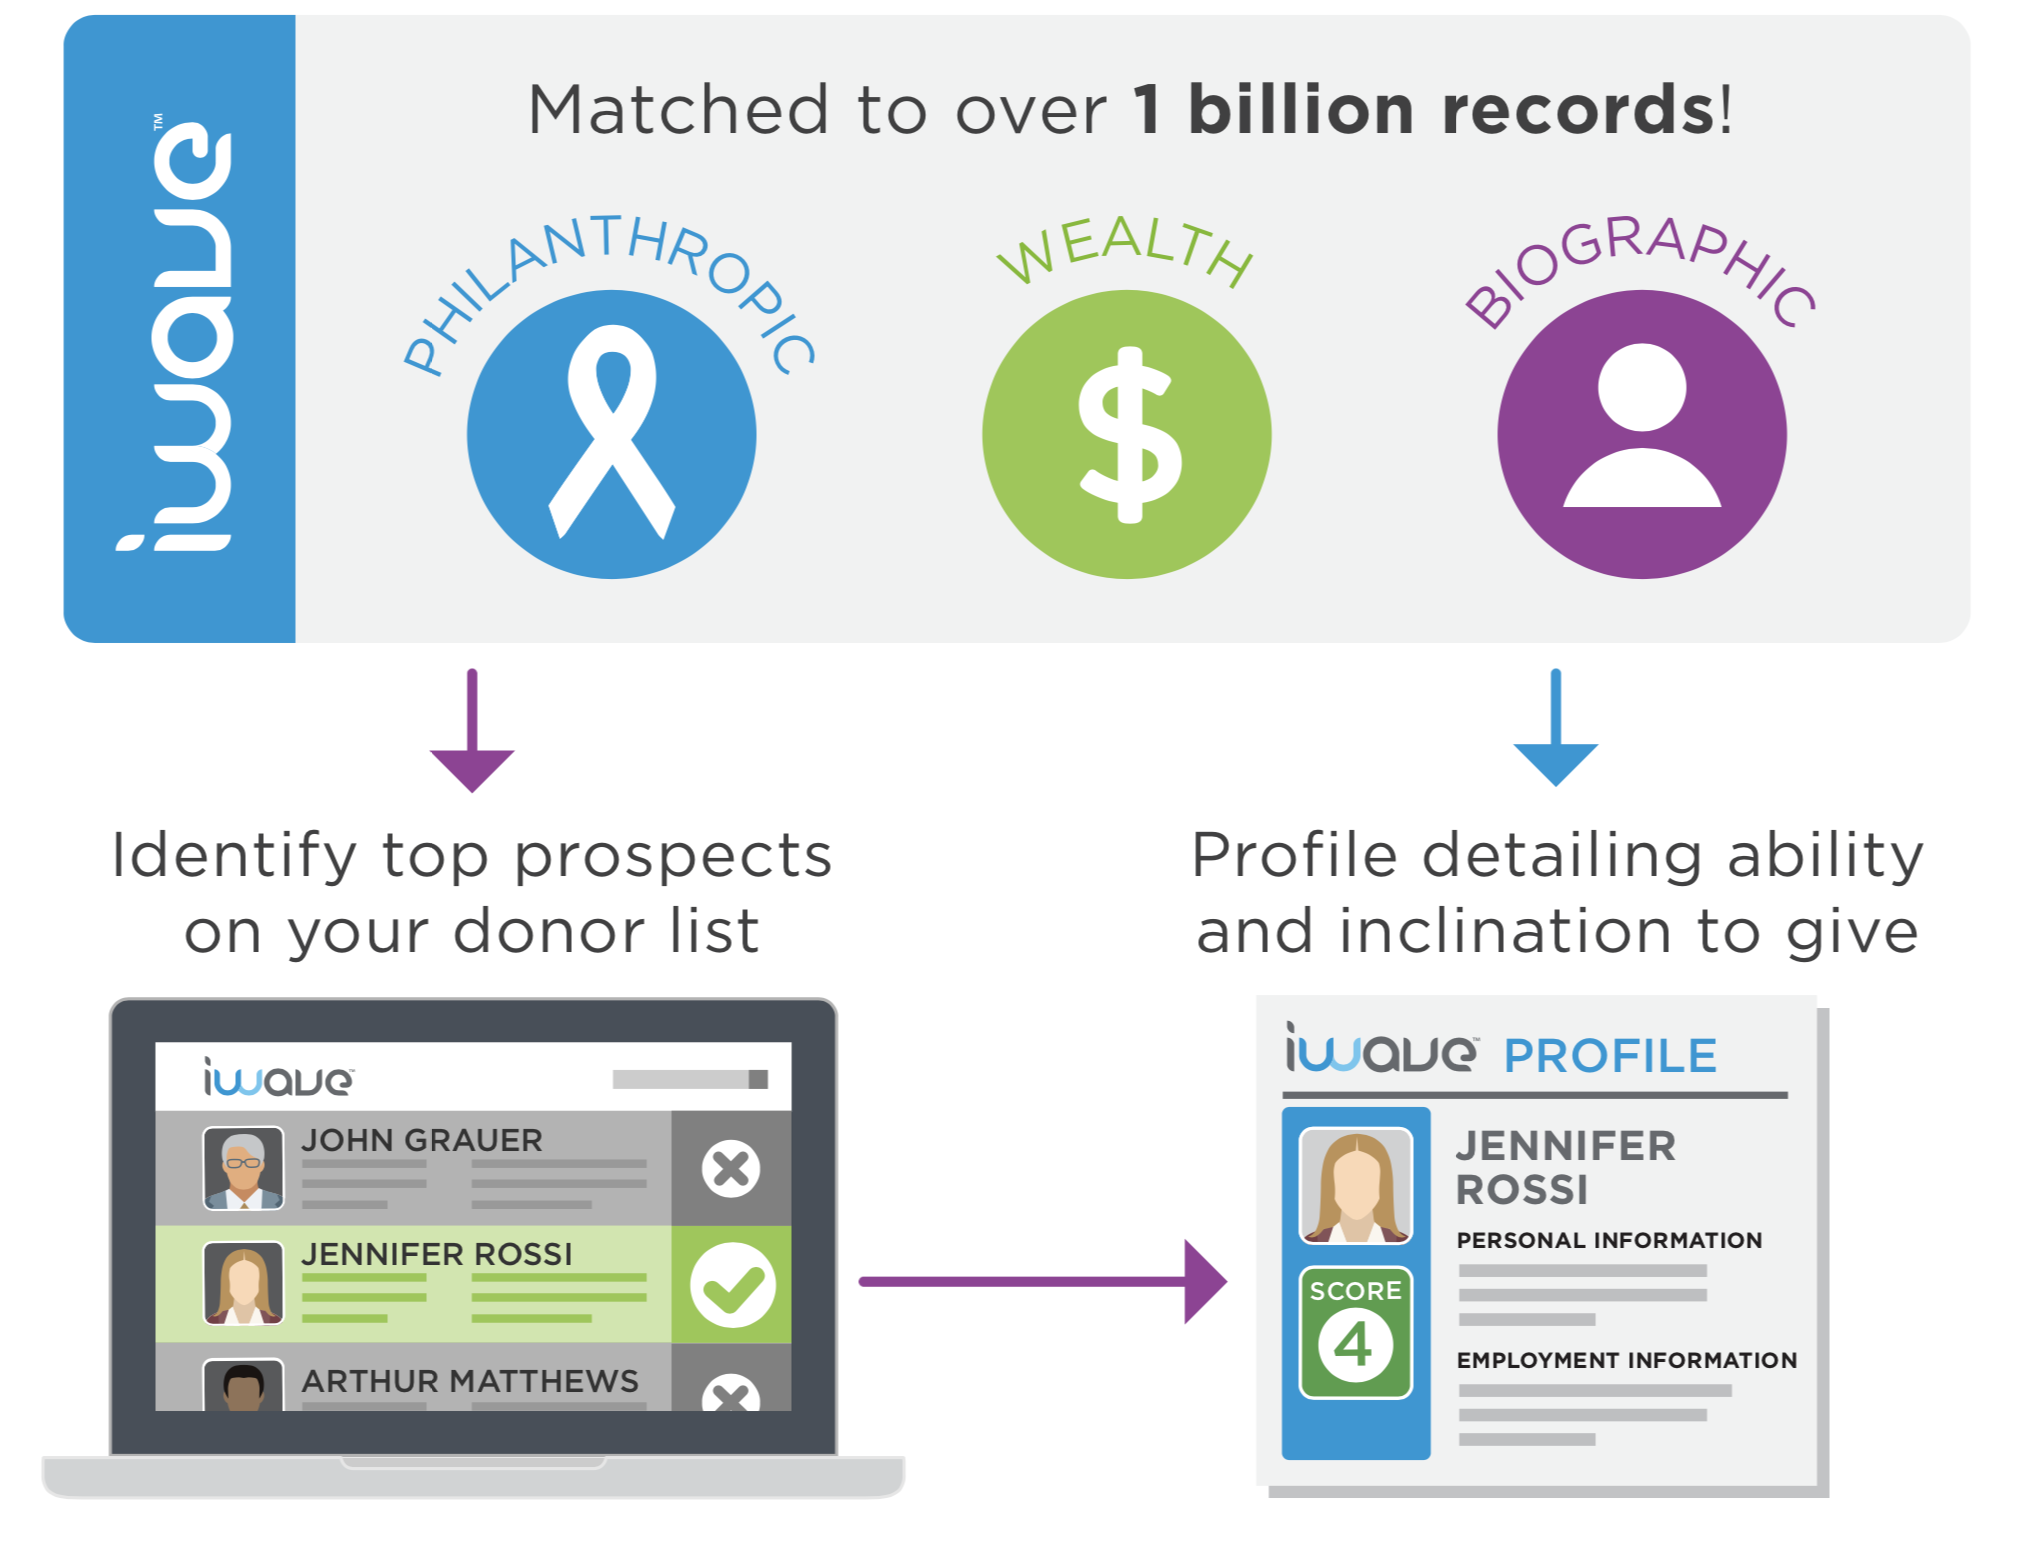 iwave™
Matched to over 1 billion records!
PHILANTHROPIC
WEALTH
BIOGRAPHIC
Identify top prospects
on your donor list
Profile detailing ability
and inclination to give
iwave™
JOHN GRAUER
JENNIFER ROSSI
ARTHUR MATTHEWS
iwave™ PROFILE
JENNIFER
ROSSI
PERSONAL INFORMATION
SCORE
4
EMPLOYMENT INFORMATION